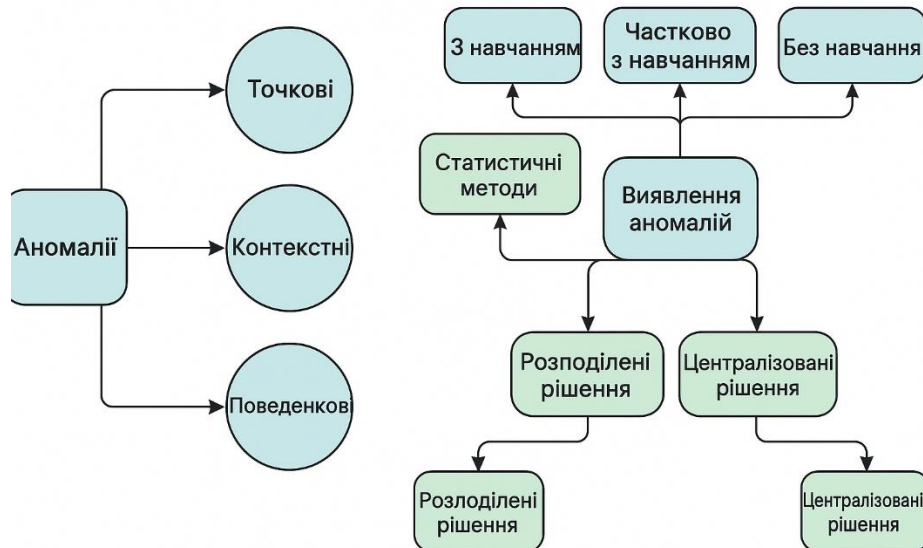 Аномалії
Точкові
Контекстні
Поведенкові
З навчанням
Частково
з навчанням
Без навчання
Статистичні
методи
Виявлення
аномалій
Розподілені
рішення
Централізовані
рішення
Розлоділені
рішення
Централізовані
рішення